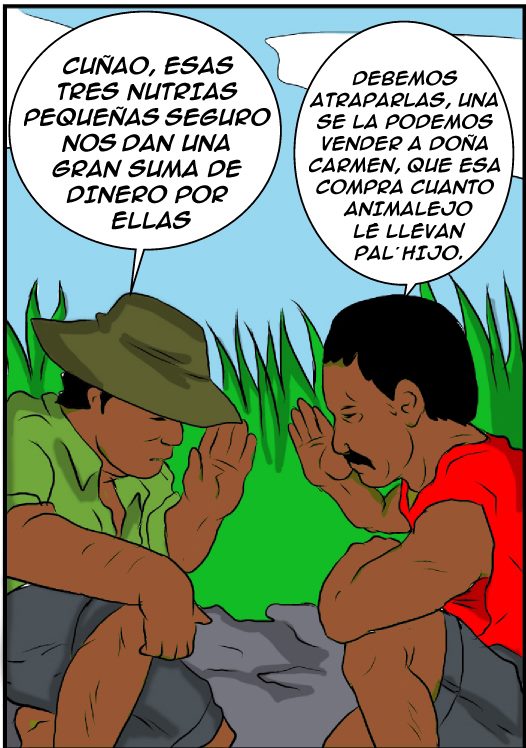 CUÑAO, ESAS
TRES NUTRIAS
PEQUEÑAS SEGURO
NOS DAN UNA
GRAN SUMA DE
DINERO POR
ELLAS
DEBEMOS
ATRAPARLAS, UNA
SE LA PODEMOS
VENDER A DOÑA
CARMEN, QUE ESA
COMPRA CUANTO
ANIMALEJO
LE LLEVAN
PAL´HIJO.